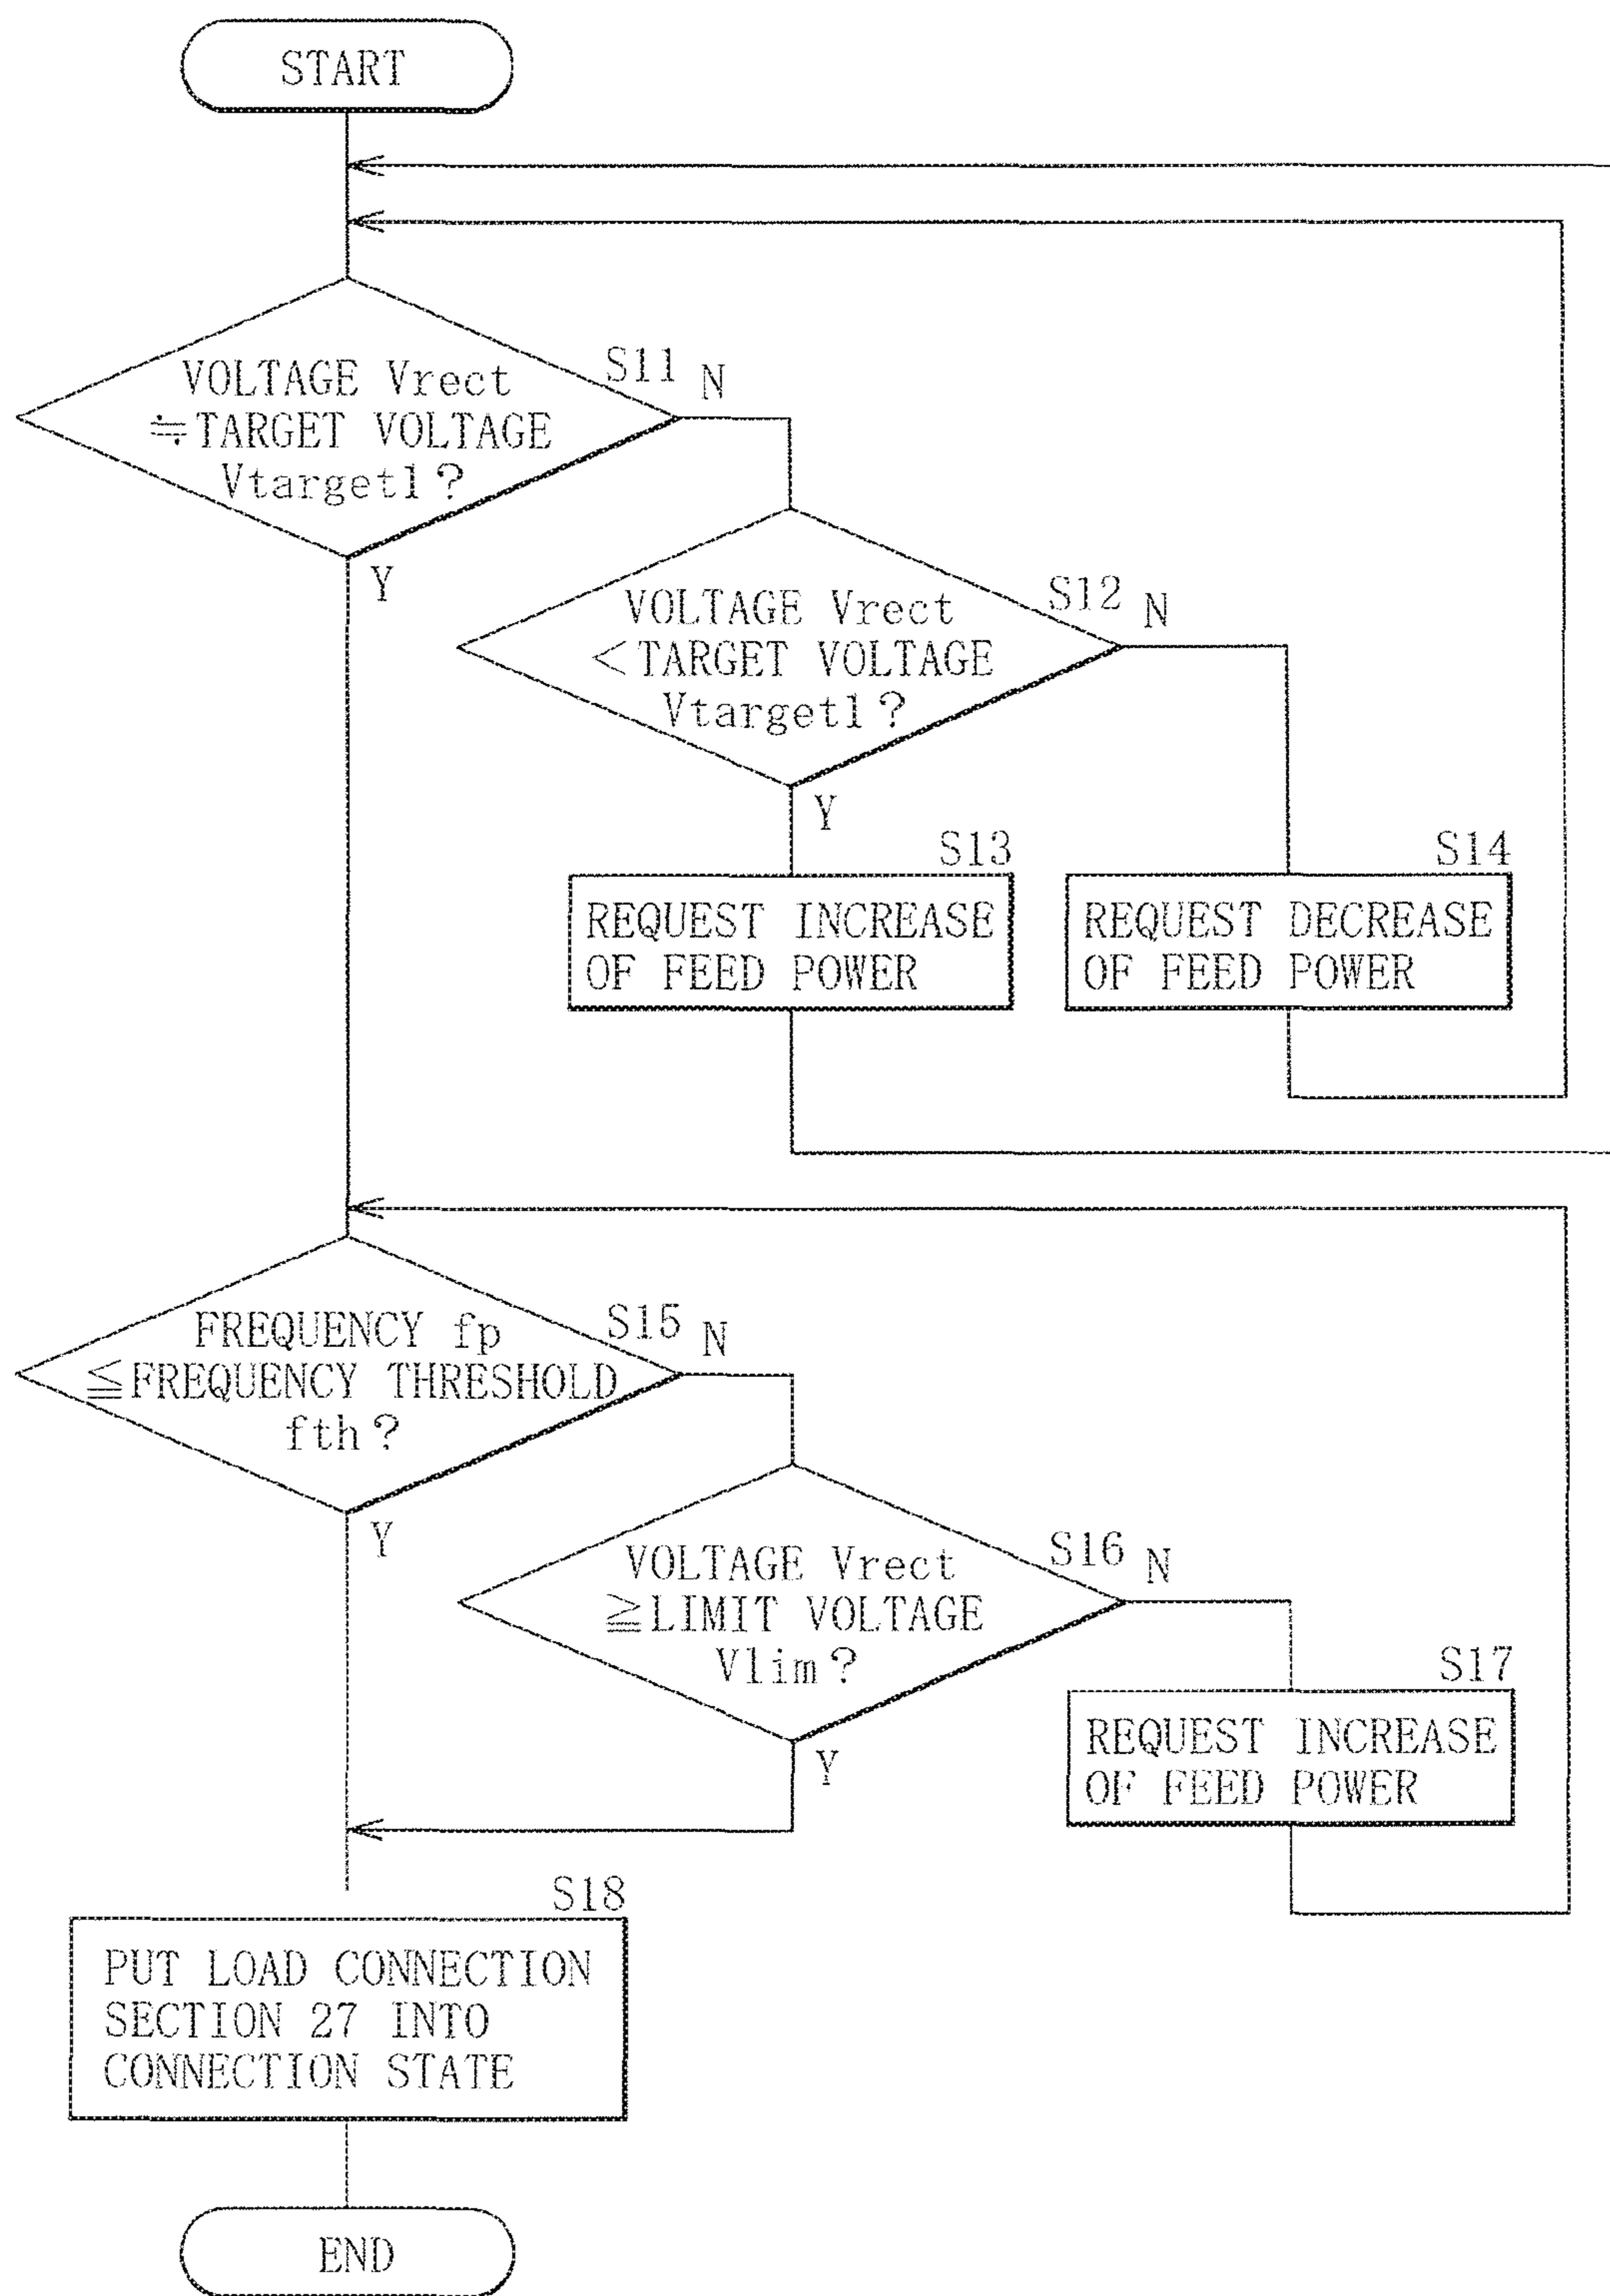 START
VOLTAGE Vrect
≒TARGET VOLTAGE
Vtarget1?
S11
N
Y
VOLTAGE Vrect
<TARGET VOLTAGE
Vtarget1?
S12
N
Y
S13
REQUEST INCREASE
OF FEED POWER
S14
REQUEST DECREASE
OF FEED POWER
FREQUENCY fp
≦FREQUENCY THRESHOLD
fth?
S15
N
Y
VOLTAGE Vrect
≧LIMIT VOLTAGE
Vlim?
S16
N
Y
S17
REQUEST INCREASE
OF FEED POWER
S18
PUT LOAD CONNECTION
SECTION 27 INTO
CONNECTION STATE
END